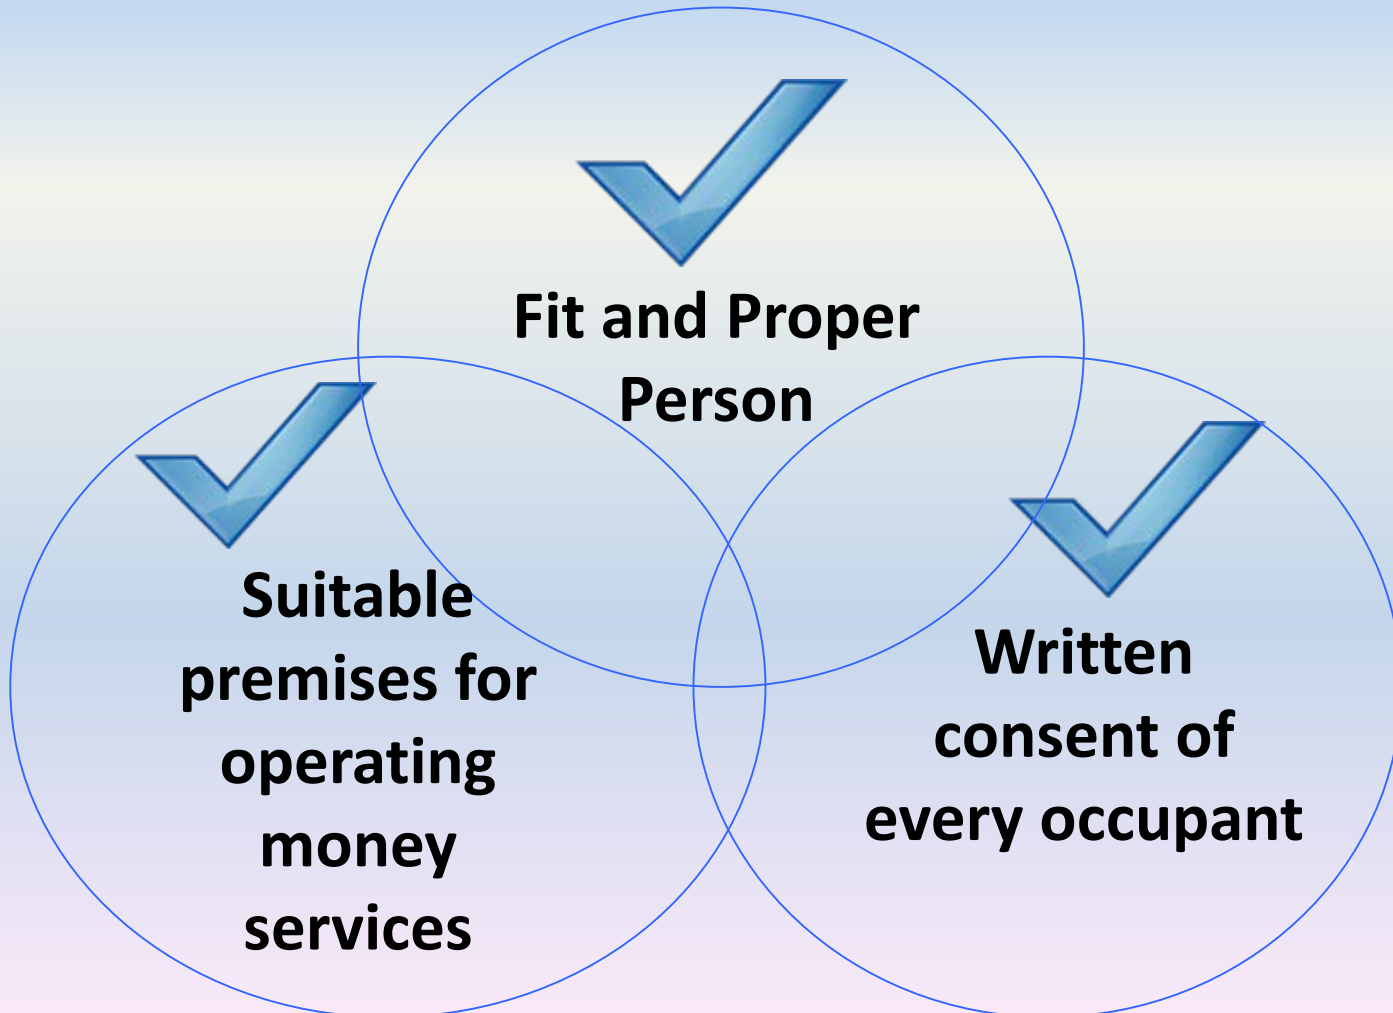 Fit and Proper
Person
Suitable
premises for
operating
money
services
Written
consent of
every occupant